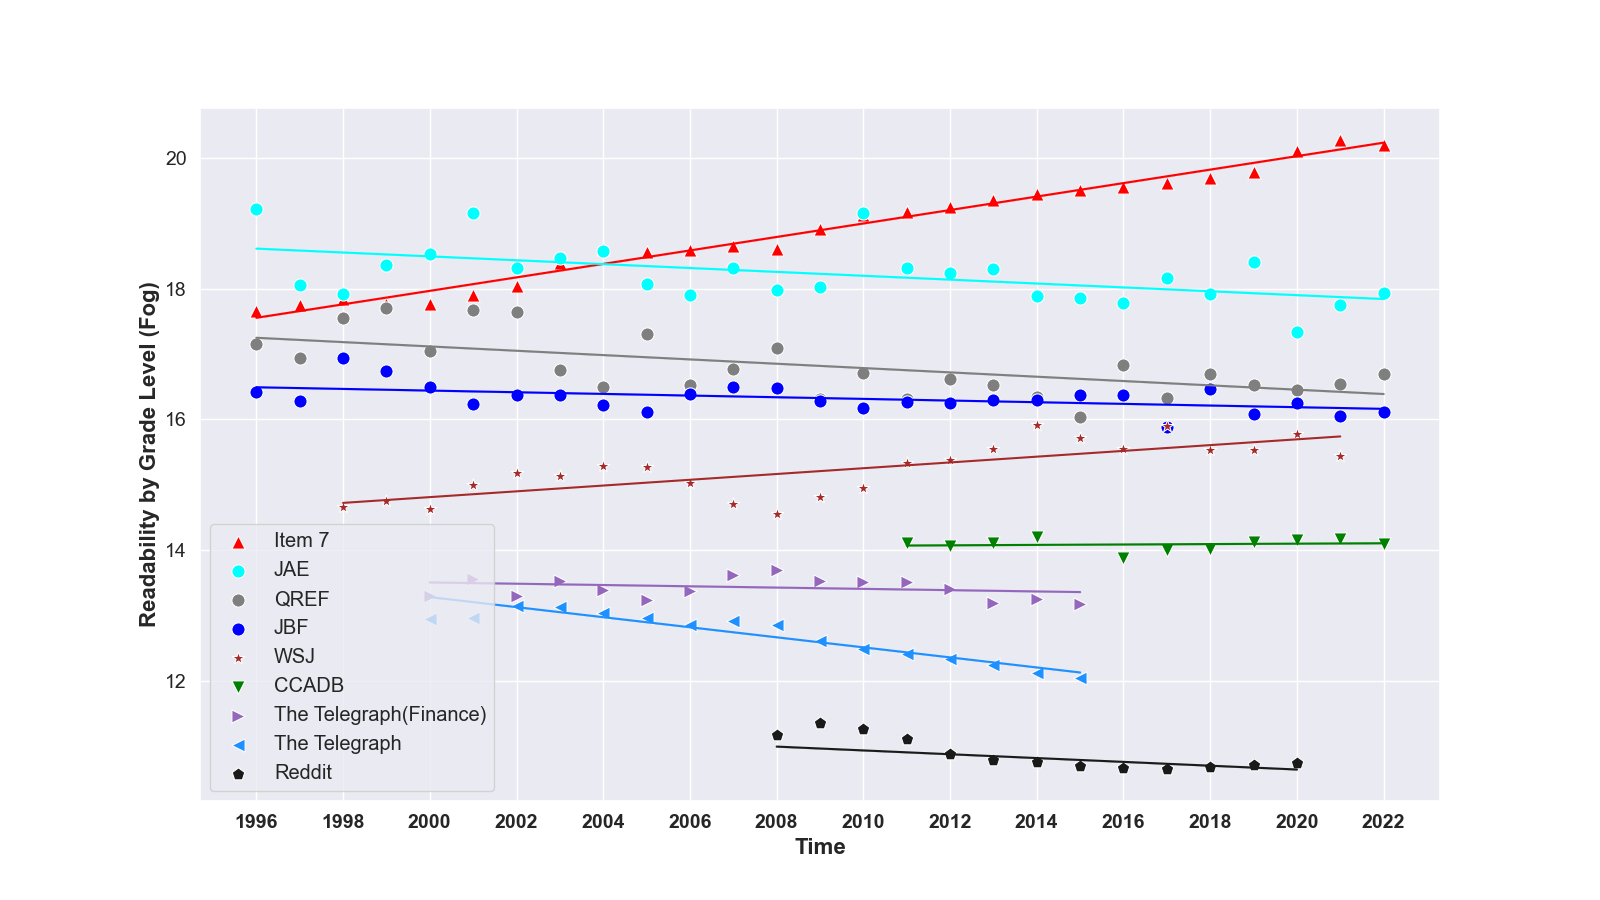 Readability by Grade Level (Fog)
20
18
16
14
12
Item 7
JAE
QREF
JBF
WSJ
CCADB
The Telegraph(Finance)
The Telegraph
Reddit
1996 1998 2000 2002 2004 2006 2008 2010 2012 2014 2016 2018 2020 2022
Time